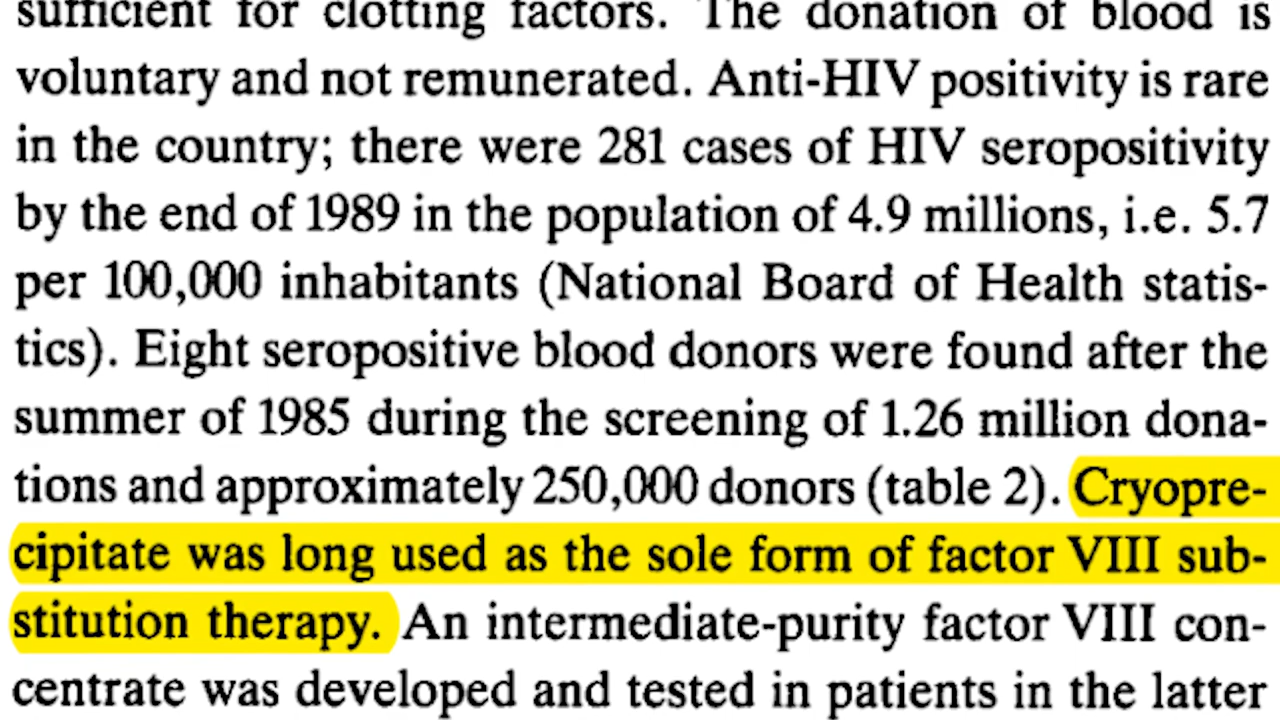 sufficient for clotting factors. The donation of blood is
voluntary and not remunerated. Anti-HIV positivity is rare
in the country; there were 281 cases of HIV seropositivity
by the end of 1989 in the population of 4.9 millions, i.e. 5.7
per 100,000 inhabitants (National Board of Health statis-
tics). Eight seropositive blood donors were found after the
summer of 1985 during the screening of 1.26 million dona-
tions and approximately 250,000 donors (table 2). Cryopre-
cipitate was long used as the sole form of factor VIII sub-
stitution therapy. An intermediate-purity factor VIII con-
centrate was developed and tested in patients in the latter